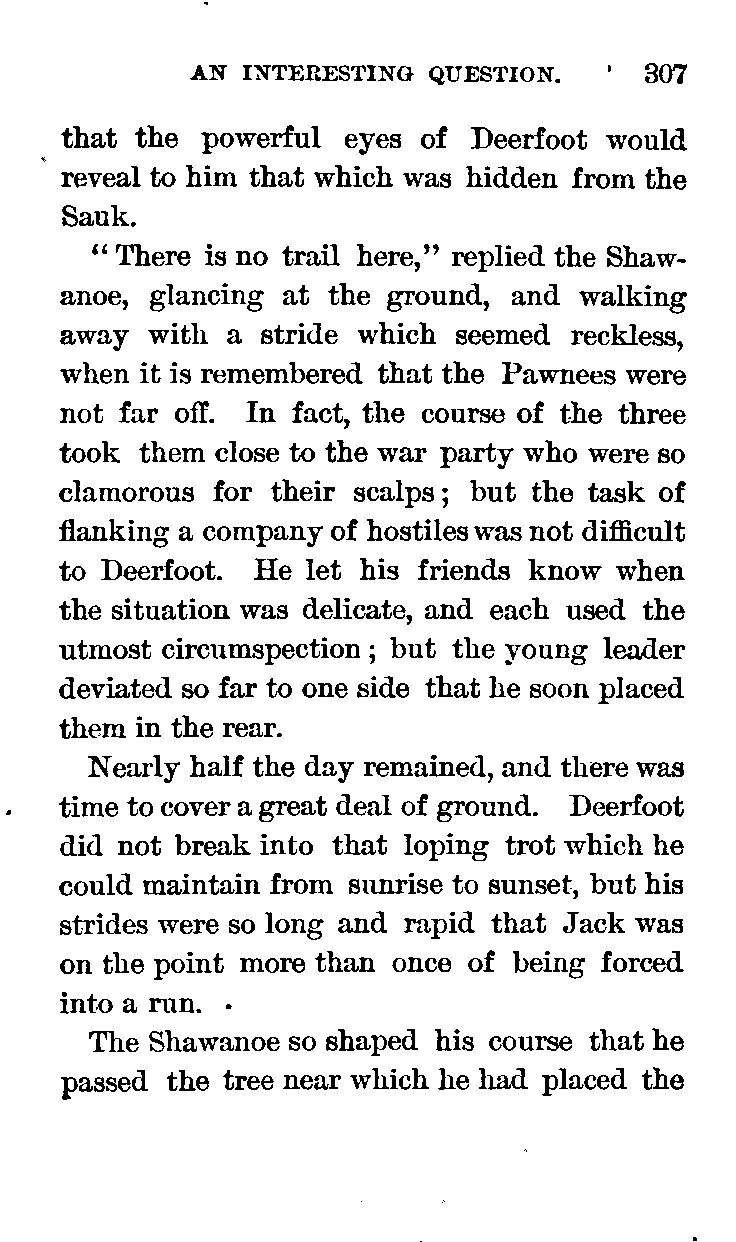 AN INTERESTING QUESTION. 307
that the powerful eyes of Deerfoot would
reveal to him that which was hidden from the
Sauk.
“There is no trail here,” replied the Shaw-
anoe, glancing at the ground, and walking
away with a stride which seemed reckless,
when it is remembered that the Pawnees were
not far off. In fact, the course of the three
took them close to the war party who were so
clamorous for their scalps; but the task of
flanking a company of hostiles was not difficult
to Deerfoot. He let his friends know when
the situation was delicate, and each used the
utmost circumspection; but the young leader
deviated so far to one side that he soon placed
them in the rear.
Nearly half the day remained, and there was
time to cover a great deal of ground. Deerfoot
did not break into that loping trot which he
could maintain from sunrise to sunset, but his
strides were so long and rapid that Jack was
on the point more than once of being forced
into a run.
The Shawanoe so shaped his course that he
passed the tree near which he had placed the